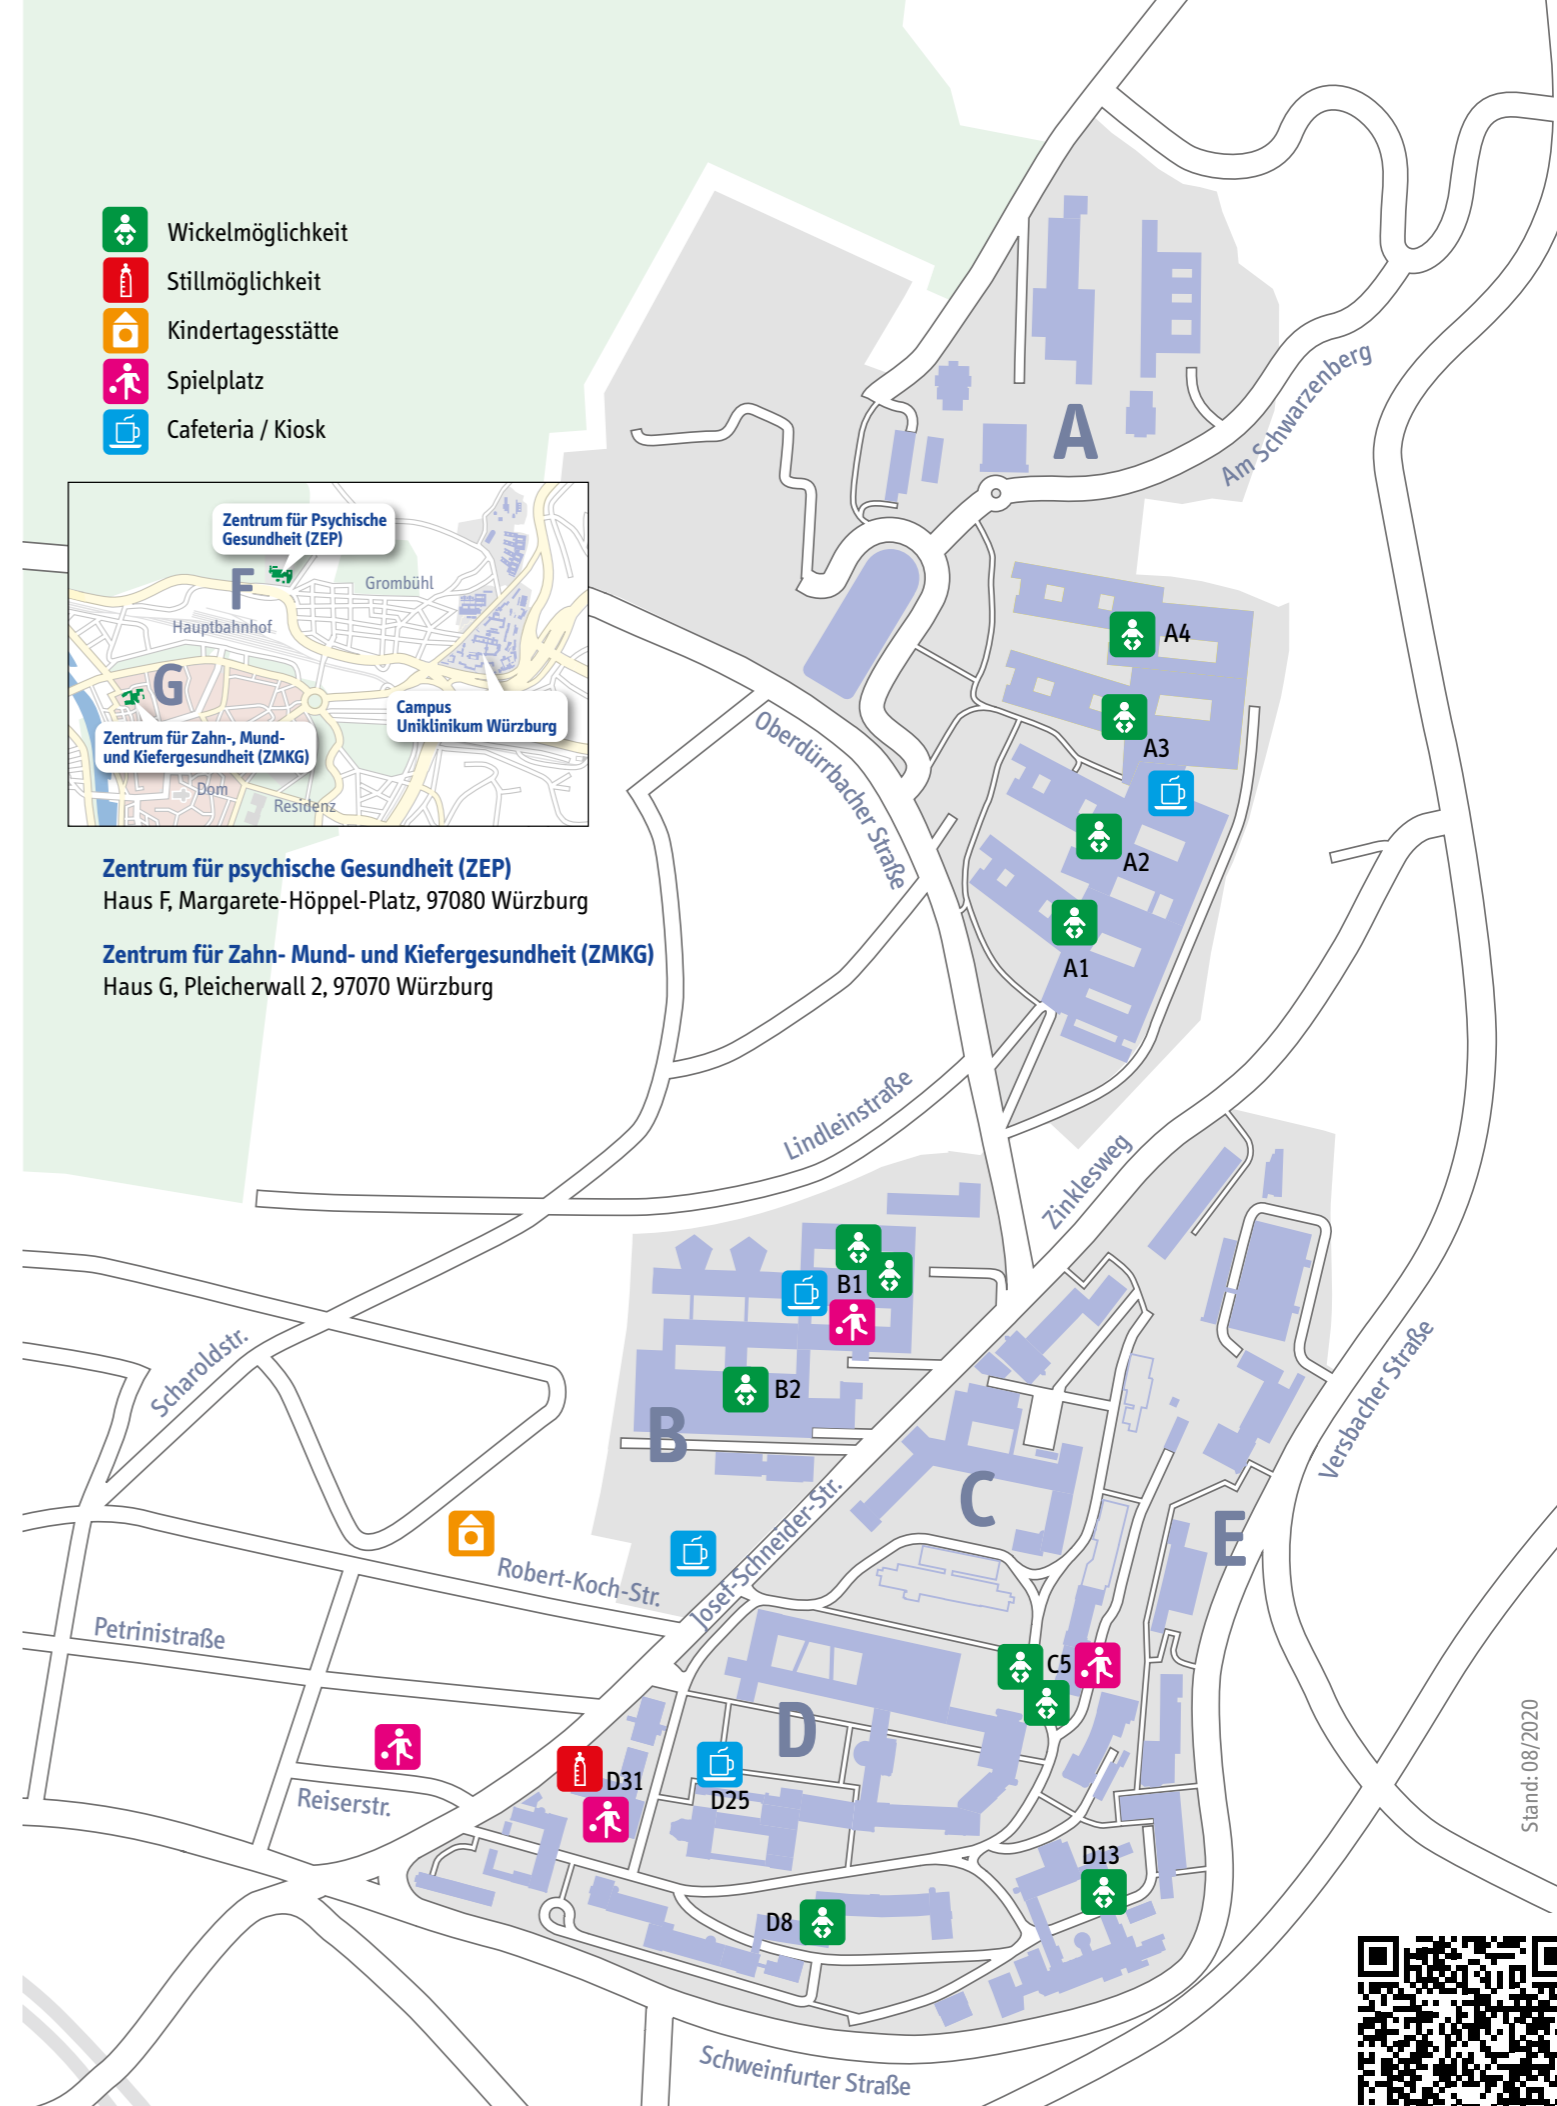 Wickelmöglichkeit
Stillmöglichkeit
Kindertagesstätte
Spielplatz
Cafeteria / Kiosk
Zentrum für Psychische
Gesundheit (ZEP)
F
Grombühl
Hauptbahnhof
G
Campus
Uniklinikum Würzburg
Zentrum für Zahn-, Mund-
und Kiefergesundheit (ZMKG)
Dom
Residenz
Zentrum für psychische Gesundheit (ZEP)
Haus F, Margarete-Höppel-Platz, 97080 Würzburg
Zentrum für Zahn- Mund- und Kiefergesundheit (ZMKG)
Haus G, Pleicherwall 2, 97070 Würzburg
A
Am Schwarzenberg
A4
A3
Oberdürrbacher Straße
A2
A1
Lindleinstraße
Zinklesweg
B1
Scharoldstr.
Versbacher Straße
B2
B
C
Josef-Schneider-Str.
E
Robert-Koch-Str.
Petrinistraße
C5
D
D31
D25
Reiserstr.
Stand: 08/2020
D13
D8
Schweinfurter Straße